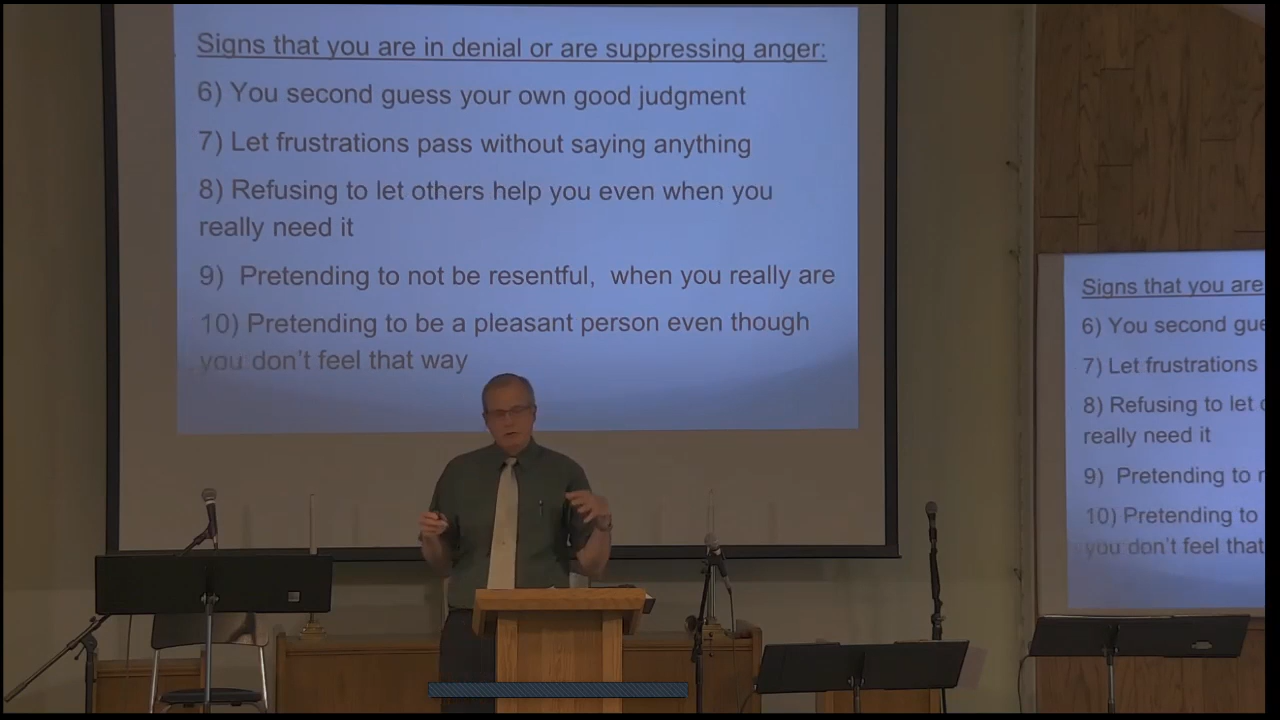 Signs that you are in denial or are suppressing anger:
6) You second guess your own good judgment
7) Let frustrations pass without saying anything
8) Refusing to let others help you even when you
really need it
9) Pretending to not be resentful, when you really are
10) Pretending to be a pleasant person even though
you don't feel that way
Signs that you are
6) You second gue
7) Let frustrations
8) Refusing to let
really need it
9) Pretending to
10) Pretending to
you don't feel that